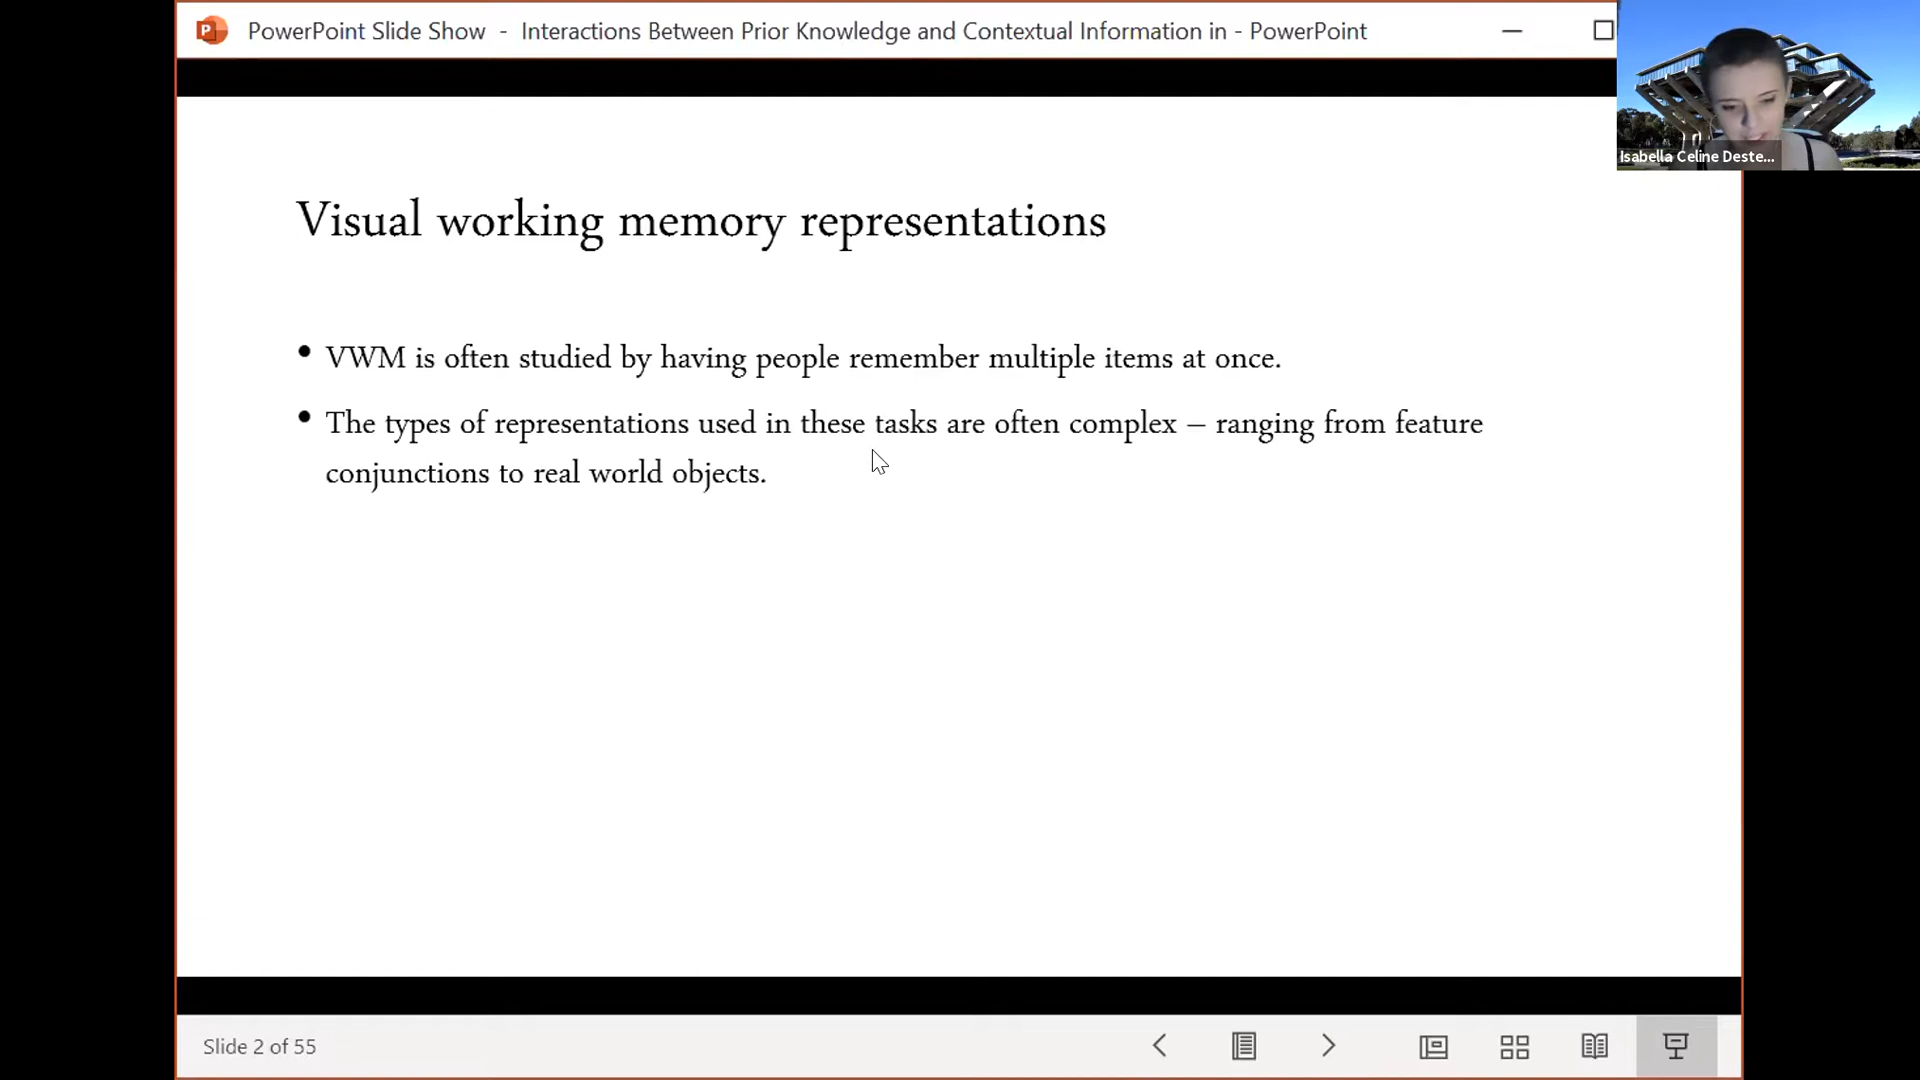 PowerPoint Slide Show - Interactions Between Prior Knowledge and Contextual Information in - PowerPoint
Isabella Celine Deste...
Visual working memory representations
• VWM is often studied by having people remember multiple items at once.
• The types of representations used in these tasks are often complex – ranging from feature
conjunctions to real world objects.
Slide 2 of 55